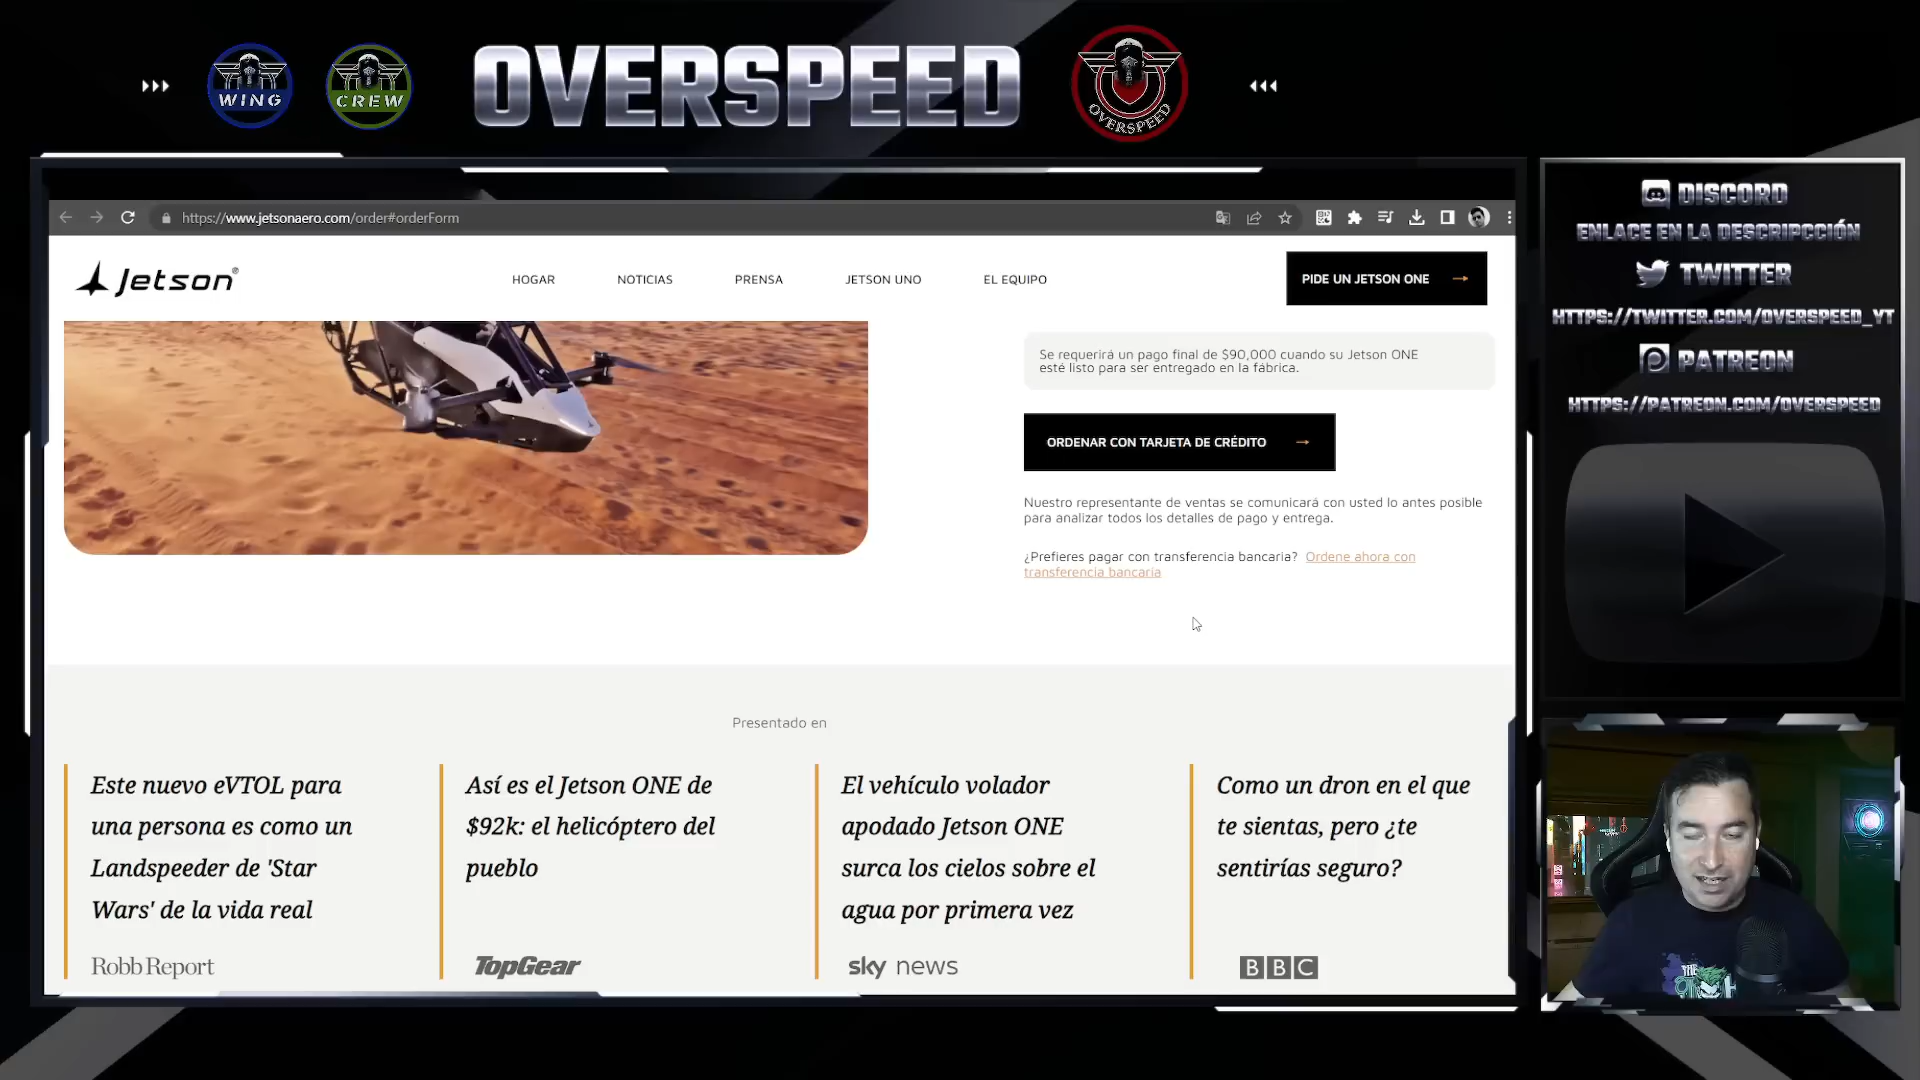 WING
CREW
OVERSPEED
OVERSPEED
DISCORD
ENLACE EN LA DESCRIPCCIÓN
TWITTER
HTTPS://TWITTER.COM/OVERSPEED_YT
PATREON
HTTPS://PATREON.COM/OVERSPEED
https://www.jetsonaero.com/order#orderForm
Jetson®
HOGAR
NOTICIAS
PRENSA
JETSON UNO
EL EQUIPO
PIDE UN JETSON ONE
Se requerirá un pago final de $90,000 cuando su Jetson ONE
esté listo para ser entregado en la fábrica.
ORDENAR CON TARJETA DE CRÉDITO
Nuestro representante de ventas se comunicará con usted lo antes posible
para analizar todos los detalles de pago y entrega.
¿Prefieres pagar con transferencia bancaria? Ordene ahora con
transferencia bancaria
Presentado en
Este nuevo eVTOL para
una persona es como un
Landspeeder de 'Star
Wars' de la vida real
Robb Report
Así es el Jetson ONE de
$92k: el helicóptero del
pueblo
TopGear
El vehículo volador
apodado Jetson ONE
surca los cielos sobre el
agua por primera vez
sky news
Como un dron en el que
te sientas, pero ¿te
sentirías seguro?
BBC
THE